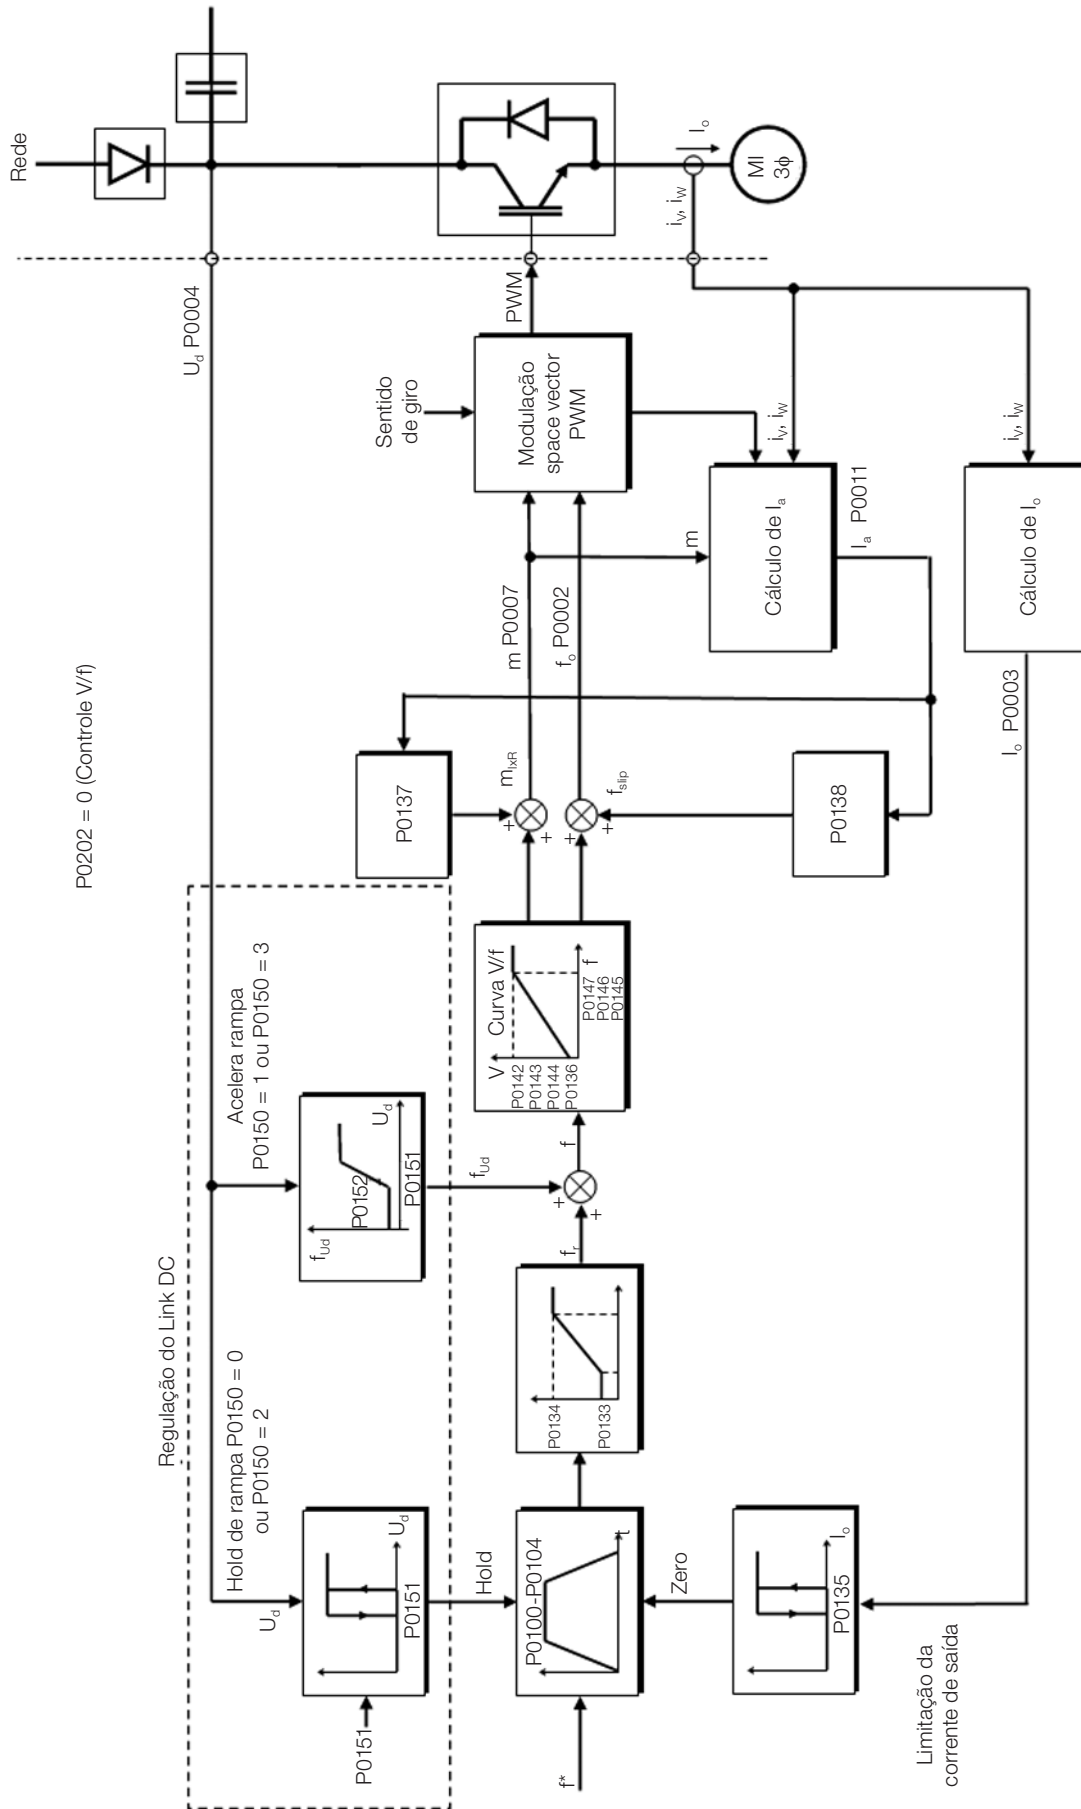 P0202 = 0 (Controle V/f)
Regulação do Link DC
Hold de rampa P0150 = 0
ou P0150 = 2
Acelera rampa
P0150 = 1 ou P0150 = 3
U_d P0004
Rede
P0151
U_d
U_d
P0151
Hold
f_Ud
P0152
U_d
P0151
f_Ud
f*
P0100-P0104
t
P0134
P0133
f_r
f
Curva V/f
V
f
P0142
P0143
P0144
P0136
P0147
P0146
P0145
P0137
m_IxR
m P0007
f_o P0002
f_slip
P0138
Sentido
de giro
Modulação
space vector
PWM
PWM
m
i_v, i_w
Cálculo de I_a
I_a P0011
i_v, i_w
Cálculo de I_o
I_o P0003
i_v, i_w
I_o
MI
3ϕ
Zero
I_o
P0135
Limitação da
corrente de saída
+
+
+
+
+
+